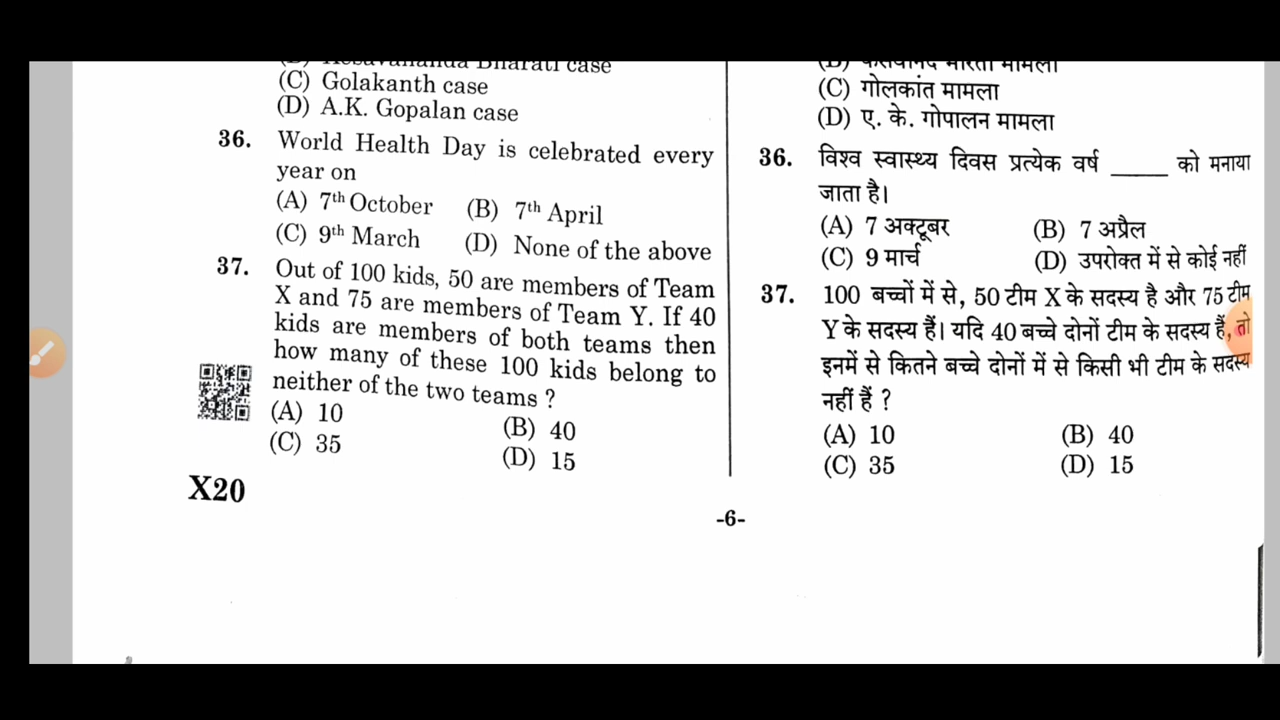 Bharati case
(C) Golakanth case
(D) A.K. Gopalan case
36. World Health Day is celebrated every
year on
(A) 7th October (B) 7th April
(C) 9th March (D) None of the above
37. Out of 100 kids, 50 are members of Team
X and 75 are members of Team Y. If 40
kids are members of both teams then
how many of these 100 kids belong to
neither of the two teams ?
(A) 10 (B) 40
(C) 35 (D) 15
X20
मामला
(C) गोलकांत मामला
(D) ए. के. गोपालन मामला
36. विश्व स्वास्थ्य दिवस प्रत्येक वर्ष _____ को मनाया
जाता है।
(A) 7 अक्टूबर (B) 7 अप्रैल
(C) 9 मार्च (D) उपरोक्त में से कोई नहीं
37. 100 बच्चों में से, 50 टीम X के सदस्य है और 75 टीम
Y के सदस्य हैं। यदि 40 बच्चे दोनों टीम के सदस्य हैं, तो
इनमें से कितने बच्चे दोनों में से किसी भी टीम के सदस्य
नहीं हैं ?
(A) 10 (B) 40
(C) 35 (D) 15
-6-